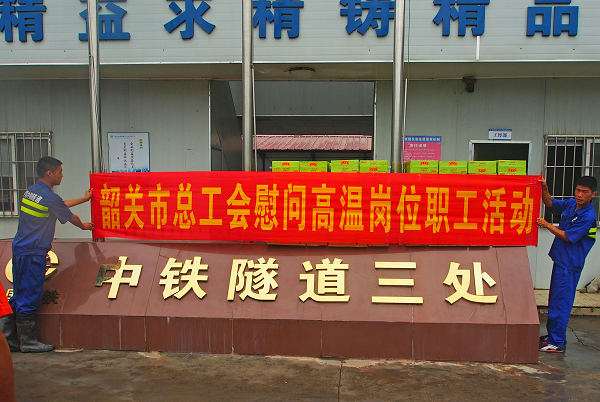 精益求精 铸精品
韶关市总工会慰问高温岗位职工活动
中铁隧道三处